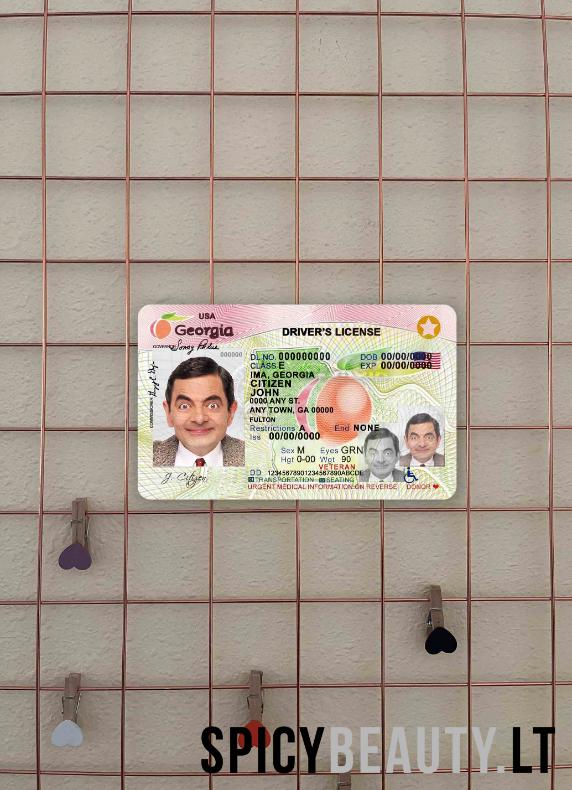 USA
Georgia
DRIVER'S LICENSE
GOVERNOR
000000
DL NO. 000000000
DOB 00/00/0000
CLASS E
EXP 00/00/0000
IMA, GEORGIA
CITIZEN
JOHN
0000 ANY ST.
ANY TOWN, GA 00000
FULTON
Restrictions A End NONE
Iss 00/00/0000
Sex M Eyes GRN
Hgt 0-00 Wgt 90
VETERAN
DD 12345678901234567890ABCDE
TRANSPORTATION SEATING
URGENT MEDICAL INFORMATION ON REVERSE DONOR
COMMISSIONER
J. Citizen
SPICYBEAUTY.LT